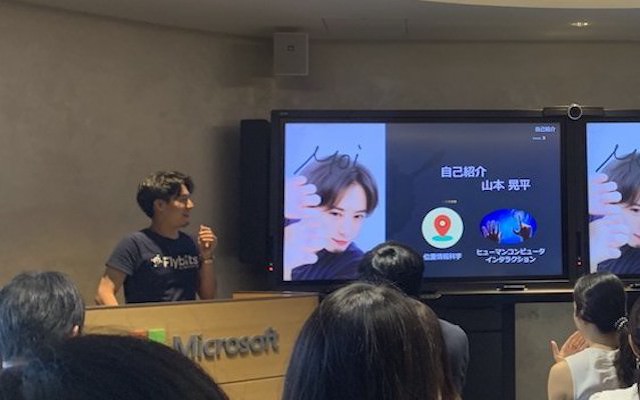 自己紹介
Moi
自己紹介
山本 晃平
位置情報科学
ヒューマンコンピュータ
インタラクション
Flybits
Microsoft